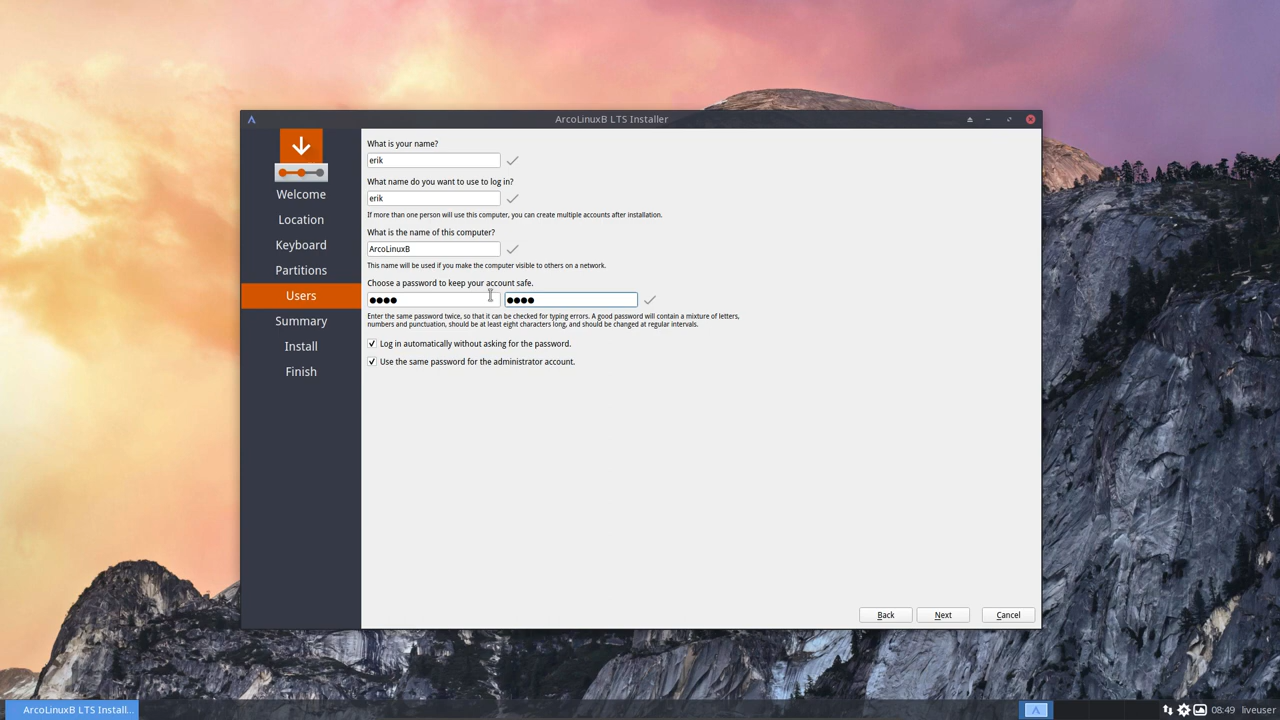 ArcoLinuxB LTS Installer
Welcome
Location
Keyboard
Partitions
Users
Summary
Install
Finish
What is your name?
erik
What name do you want to use to log in?
erik
If more than one person will use this computer, you can create multiple accounts after installation.
What is the name of this computer?
ArcoLinuxB
This name will be used if you make the computer visible to others on a network.
Choose a password to keep your account safe.
●●●● ●●●●
Enter the same password twice, so that it can be checked for typing errors. A good password will contain a mixture of letters,
numbers and punctuation, should be at least eight characters long, and should be changed at regular intervals.
Log in automatically without asking for the password.
Use the same password for the administrator account.
Back Next Cancel
ArcoLinuxB LTS Install... 08:49 liveuser